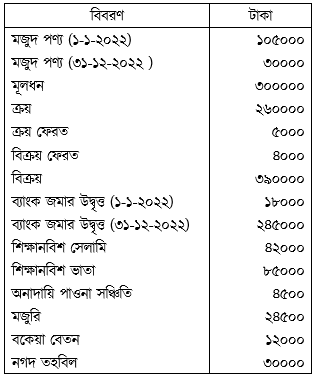 বিবরণ টাকা
মজুদ পণ্য (১-১-২০২২) ১০৫০০০
মজুদ পণ্য (৩১-১২-২০২২ ) ৩০০০০
মূলধন ৩০০০০০
ক্রয় ২৬০০০০
ক্রয় ফেরত ৫০০০
বিক্রয় ফেরত ৪০০০
বিক্রয় ৩৯০০০০
ব্যাংক জমার উদ্বৃত্ত (১-১-২০২২) ১৮০০০
ব্যাংক জমার উদ্বৃত্ত (৩১-১২-২০২২) ২৪৫০০০
শিক্ষানবিশ সেলামি ৪২০০০
শিক্ষানবিশ ভাতা ৮৫০০০
অনাদায়ি পাওনা সঞ্চিতি ৪৫০০
মজুরি ২৪৫০০
বকেয়া বেতন ১২০০০
নগদ তহবিল ৩০০০০